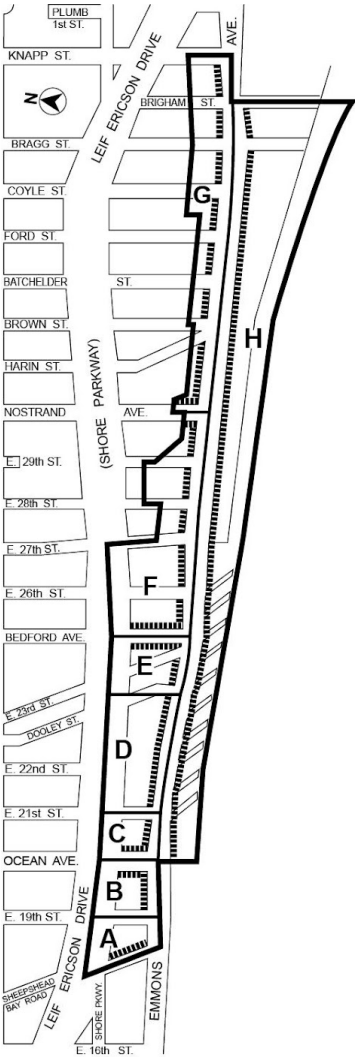 PLUMB
1st ST.
AVE.
KNAPP ST.
N
LEIF ERICSON DRIVE
BRIGHAM ST.
BRAGG ST.
COYLE ST.
G
FORD ST.
BATCHELDER ST.
BROWN ST.
H
HARIN ST.
(SHORE PARKWAY)
NOSTRAND AVE.
E. 29th ST.
E. 28th ST.
E. 27th ST.
F
E. 26th ST.
BEDFORD AVE.
E
E. 23rd ST.
DOOLEY ST.
D
E. 22nd ST.
E. 21st ST.
C
OCEAN AVE.
B
E. 19th ST.
A
LEIF ERICSON DRIVE
SHEEPSHEAD
BAY ROAD
SHORE PKWY.
EMMONS
E. 16th ST.